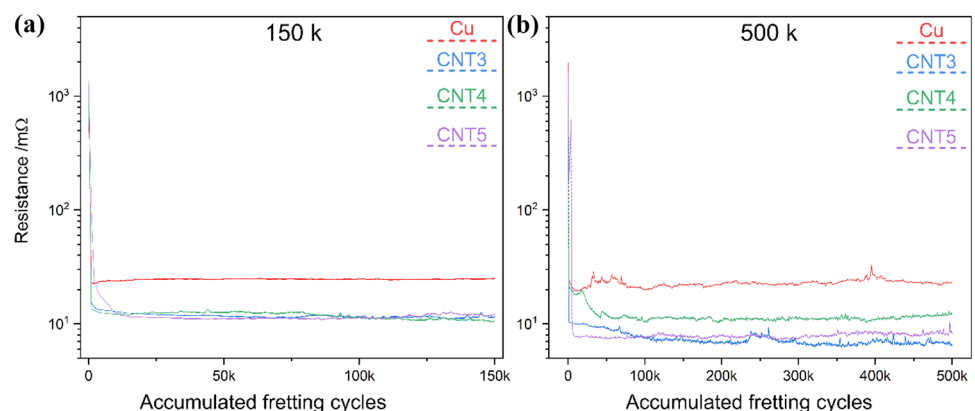 (a)
150 k
Cu
CNT3
CNT4
CNT5
10³
10²
10¹
Resistance /mΩ
0
50k
100k
150k
Accumulated fretting cycles
(b)
500 k
Cu
CNT3
CNT4
CNT5
10³
10²
10¹
0
100k
200k
300k
400k
500k
Accumulated fretting cycles